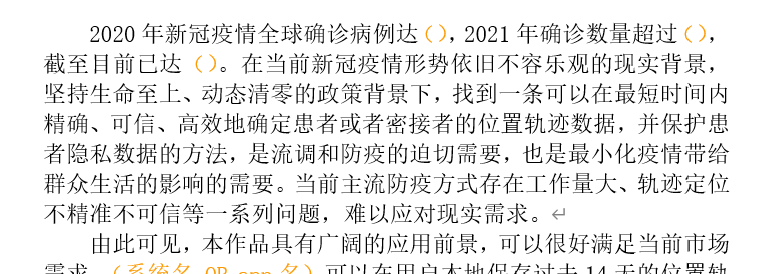 2020 年新冠疫情全球确诊病例达（），2021 年确诊数量超过（），
截至目前已达（）。在当前新冠疫情形势依旧不容乐观的现实背景，
坚持生命至上、动态清零的政策背景下，找到一条可以在最短时间内
精确、可信、高效地确定患者或者密接者的位置轨迹数据，并保护患
者隐私数据的方法，是流调和防疫的迫切需要，也是最小化疫情带给
群众生活的影响的需要。当前主流防疫方式存在工作量大、轨迹定位
不精准不可信等一系列问题，难以应对现实需求。
由此可见，本作品具有广阔的应用前景，可以很好满足当前市场
需求。（系统名 OR app 名）可以在用户本地保存过去 14 天的位置轨